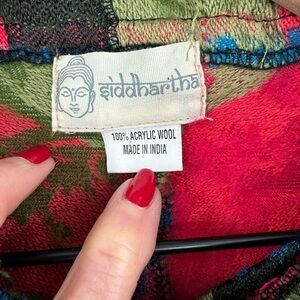 siddhartha
100% ACRYLIC WOOL
MADE IN INDIA